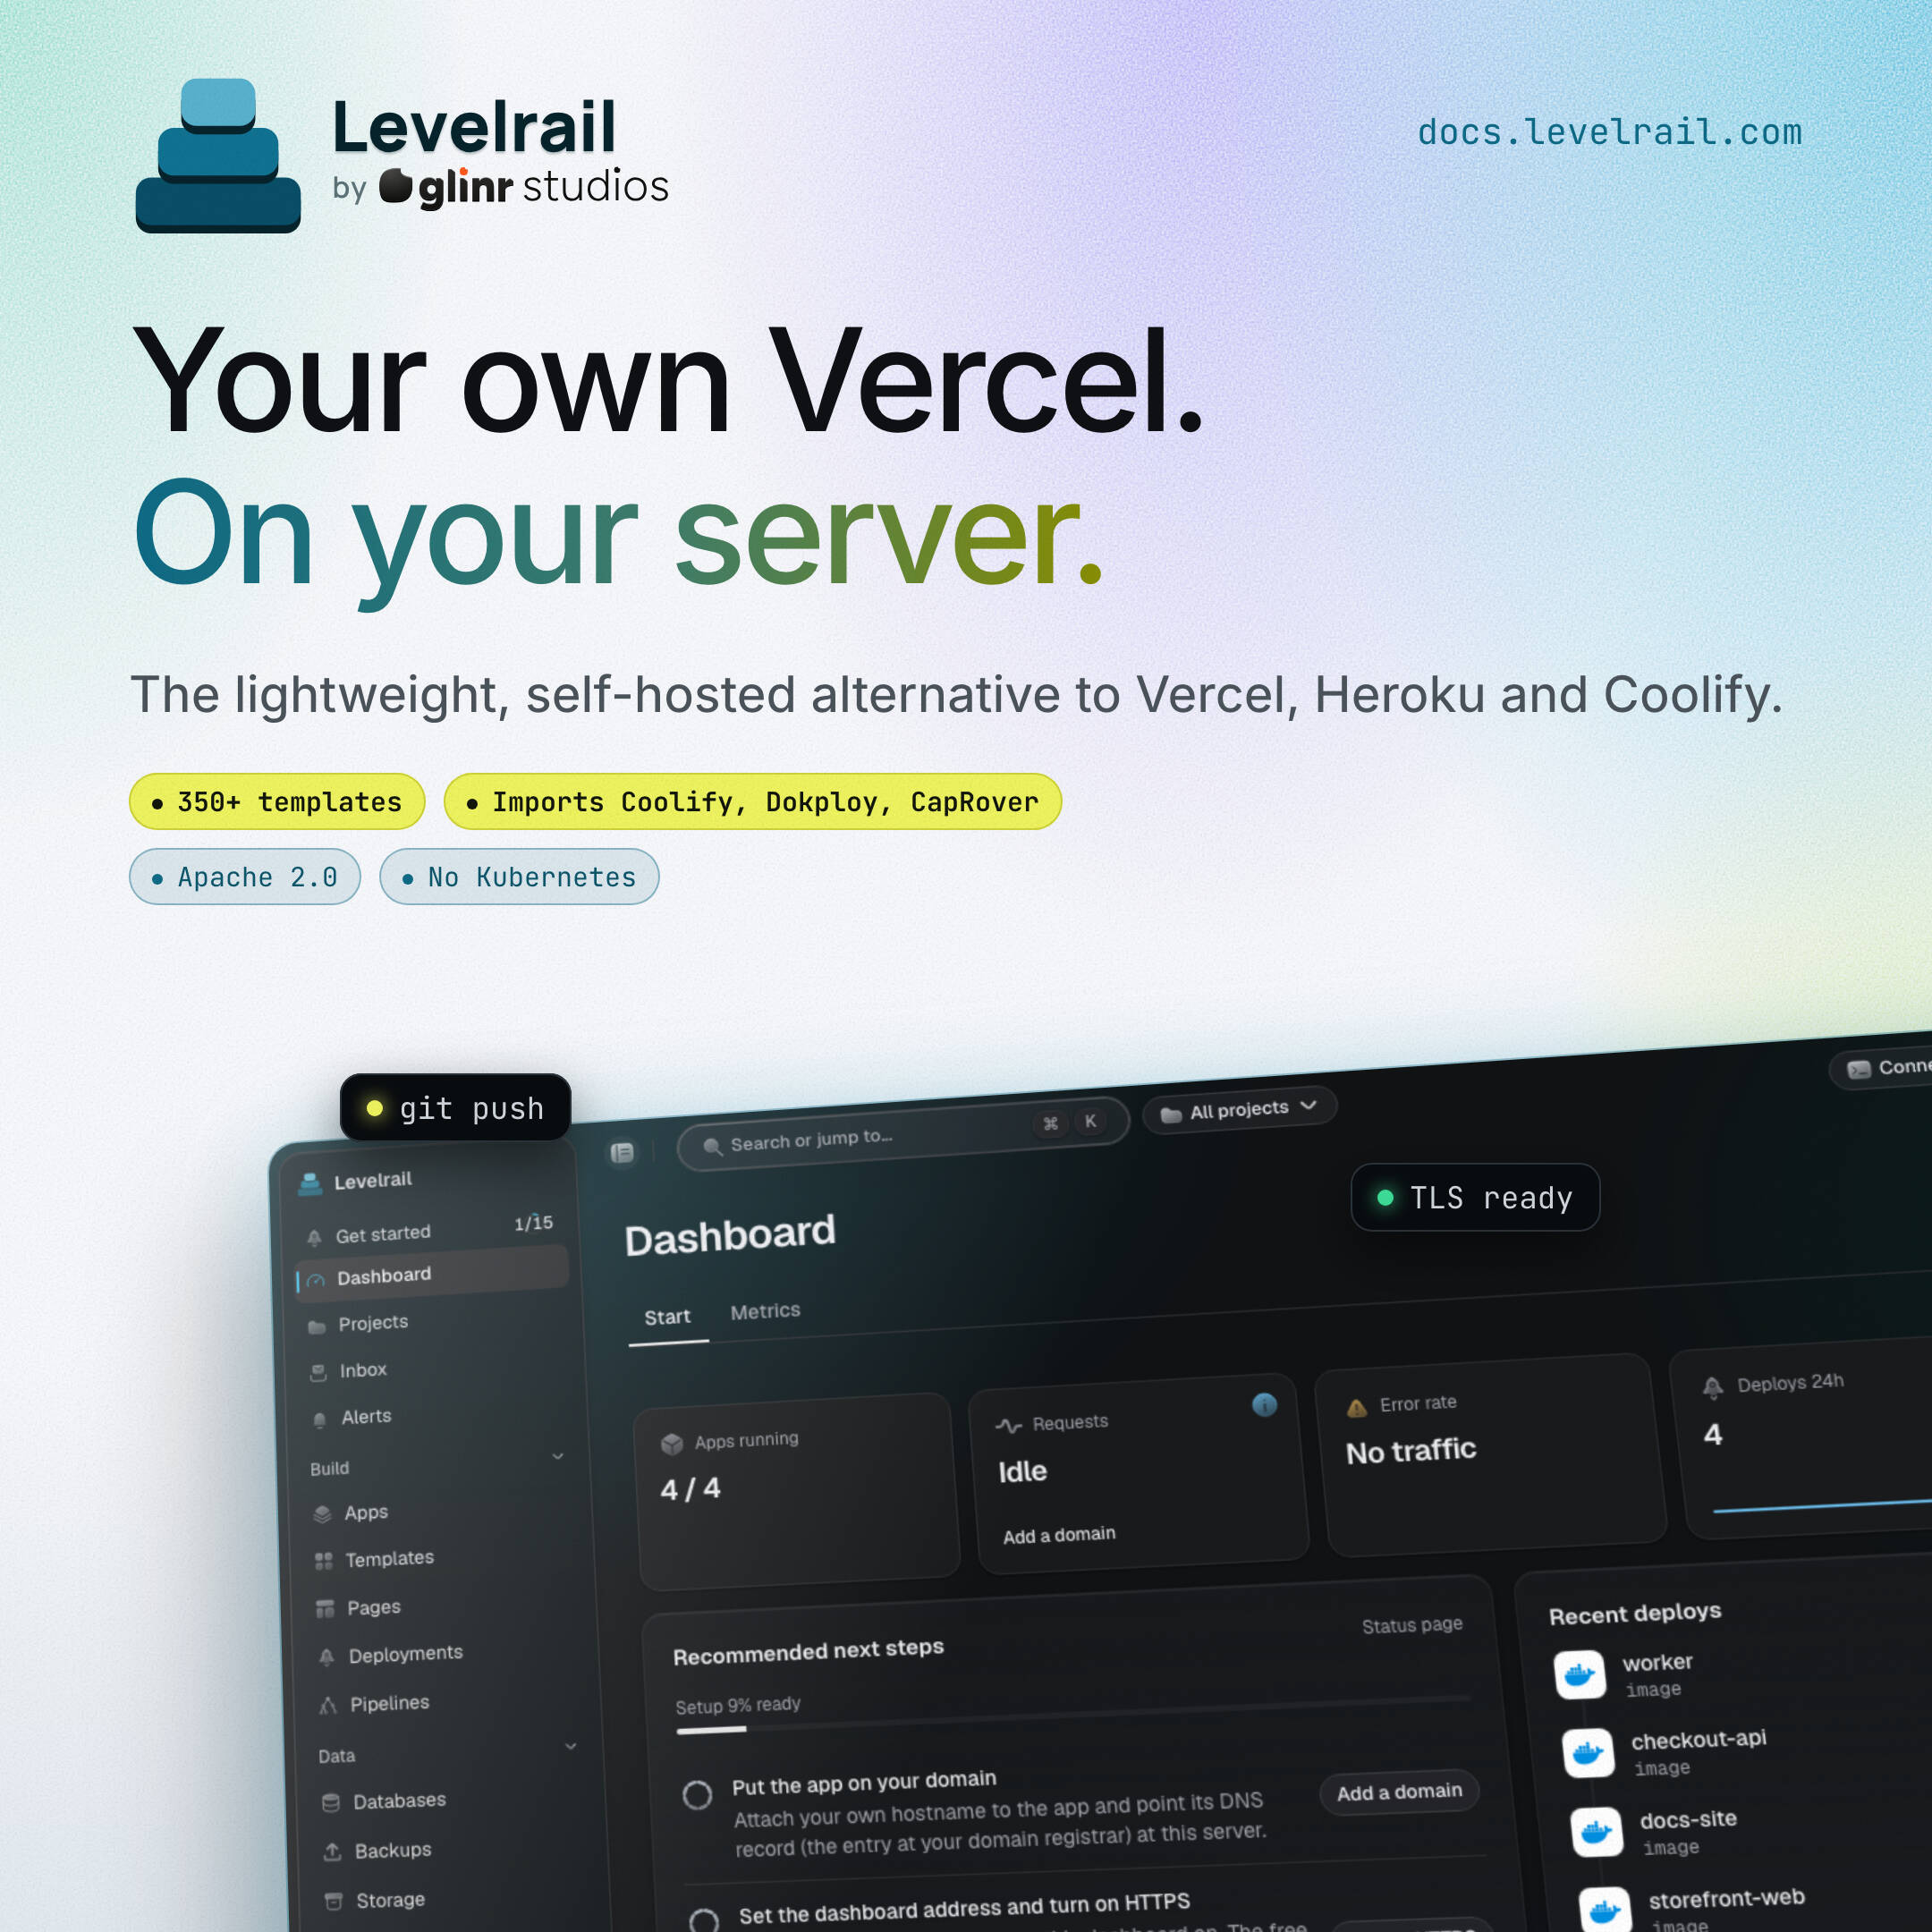 Levelrail
by glinr studios
docs.levelrail.com
Your own Vercel.
On your server.
The lightweight, self-hosted alternative to Vercel, Heroku and Coolify.
• 350+ templates
• Imports Coolify, Dokploy, CapRover
• Apache 2.0
• No Kubernetes
git push
Levelrail
Get started 1/15
Dashboard
Projects
Inbox
Alerts
Build
Apps
Templates
Pages
Deployments
Pipelines
Data
Databases
Backups
Storage
Search or jump to... ⌘ K
All projects
Conne
TLS ready
Dashboard
Start Metrics
Apps running
4 / 4
Requests
Idle
Add a domain
Error rate
No traffic
Deploys 24h
4
Recommended next steps
Status page
Setup 9% ready
Put the app on your domain
Attach your own hostname to the app and point its DNS
record (the entry at your domain registrar) at this server.
Add a domain
Set the dashboard address and turn on HTTPS
Recent deploys
worker
image
checkout-api
image
docs-site
image
storefront-web
image